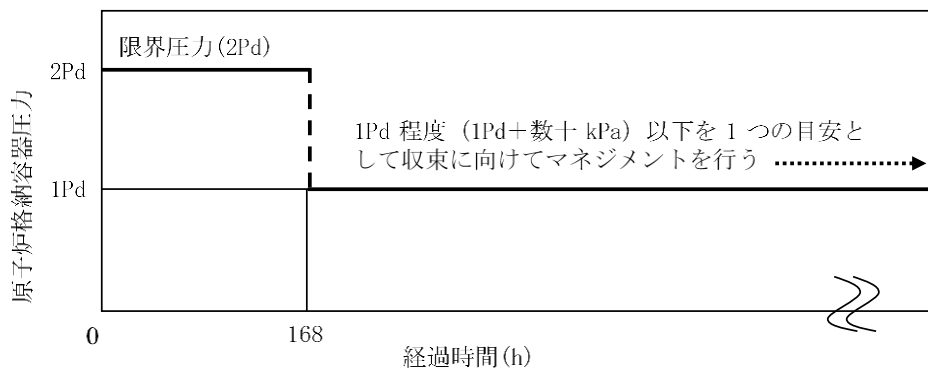 限界圧力(2Pd)
2Pd
1Pd 程度 (1Pd+数十 kPa) 以下を 1 つの目安と
して収束に向けてマネジメントを行う
1Pd
原子炉格納容器圧力
0
168
経過時間(h)